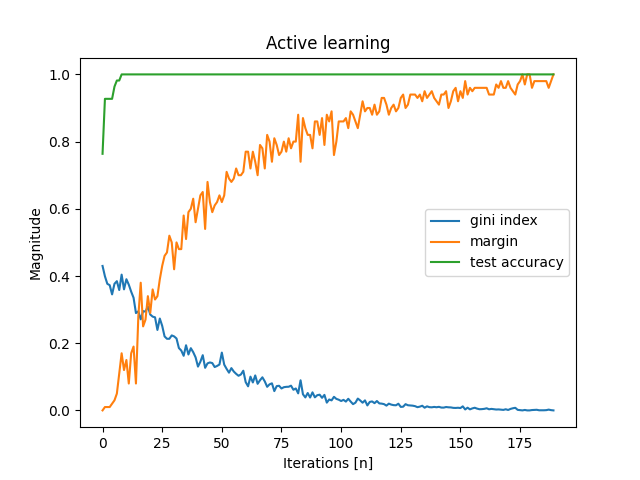 Active learning
Magnitude
1.0
0.8
0.6
0.4
0.2
0.0
gini index
margin
test accuracy
0 25 50 75 100 125 150 175
Iterations [n]